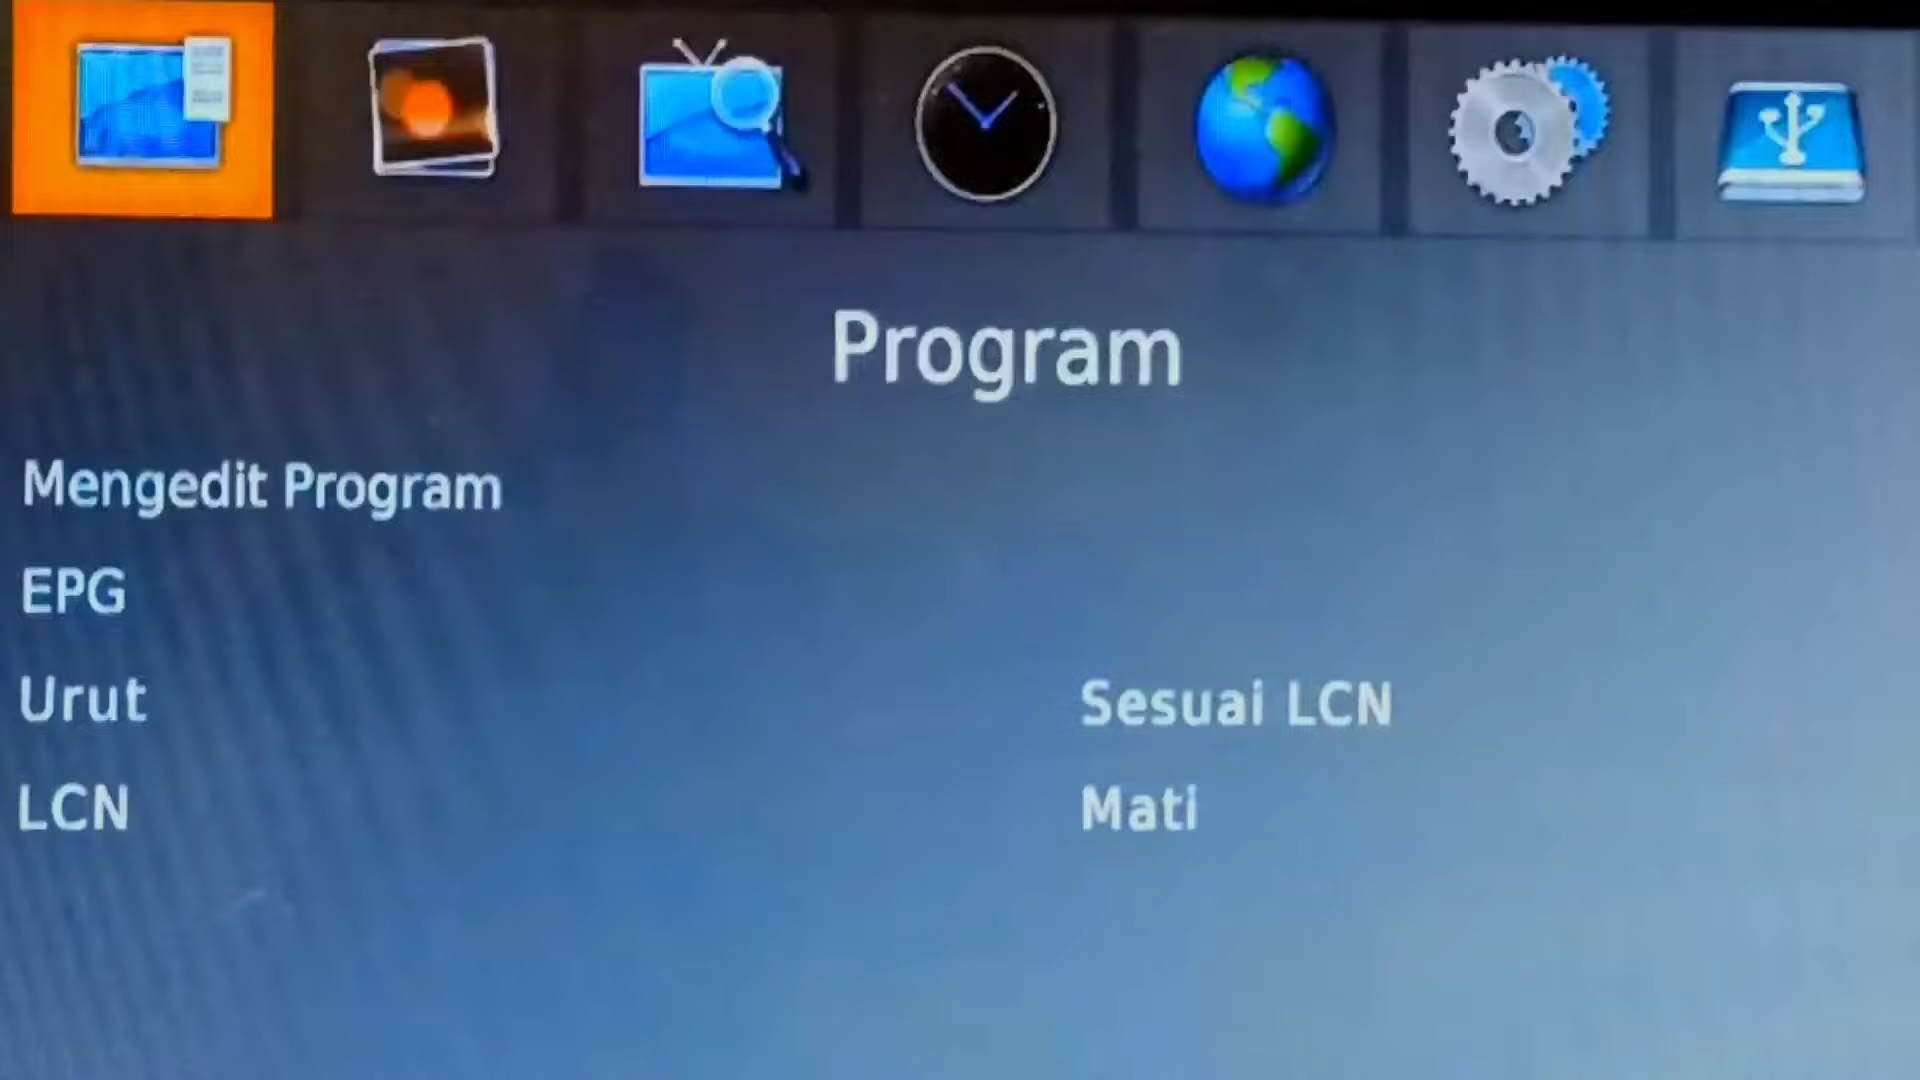 Program
Mengedit Program
EPG
Urut Sesuai LCN
LCN Mati